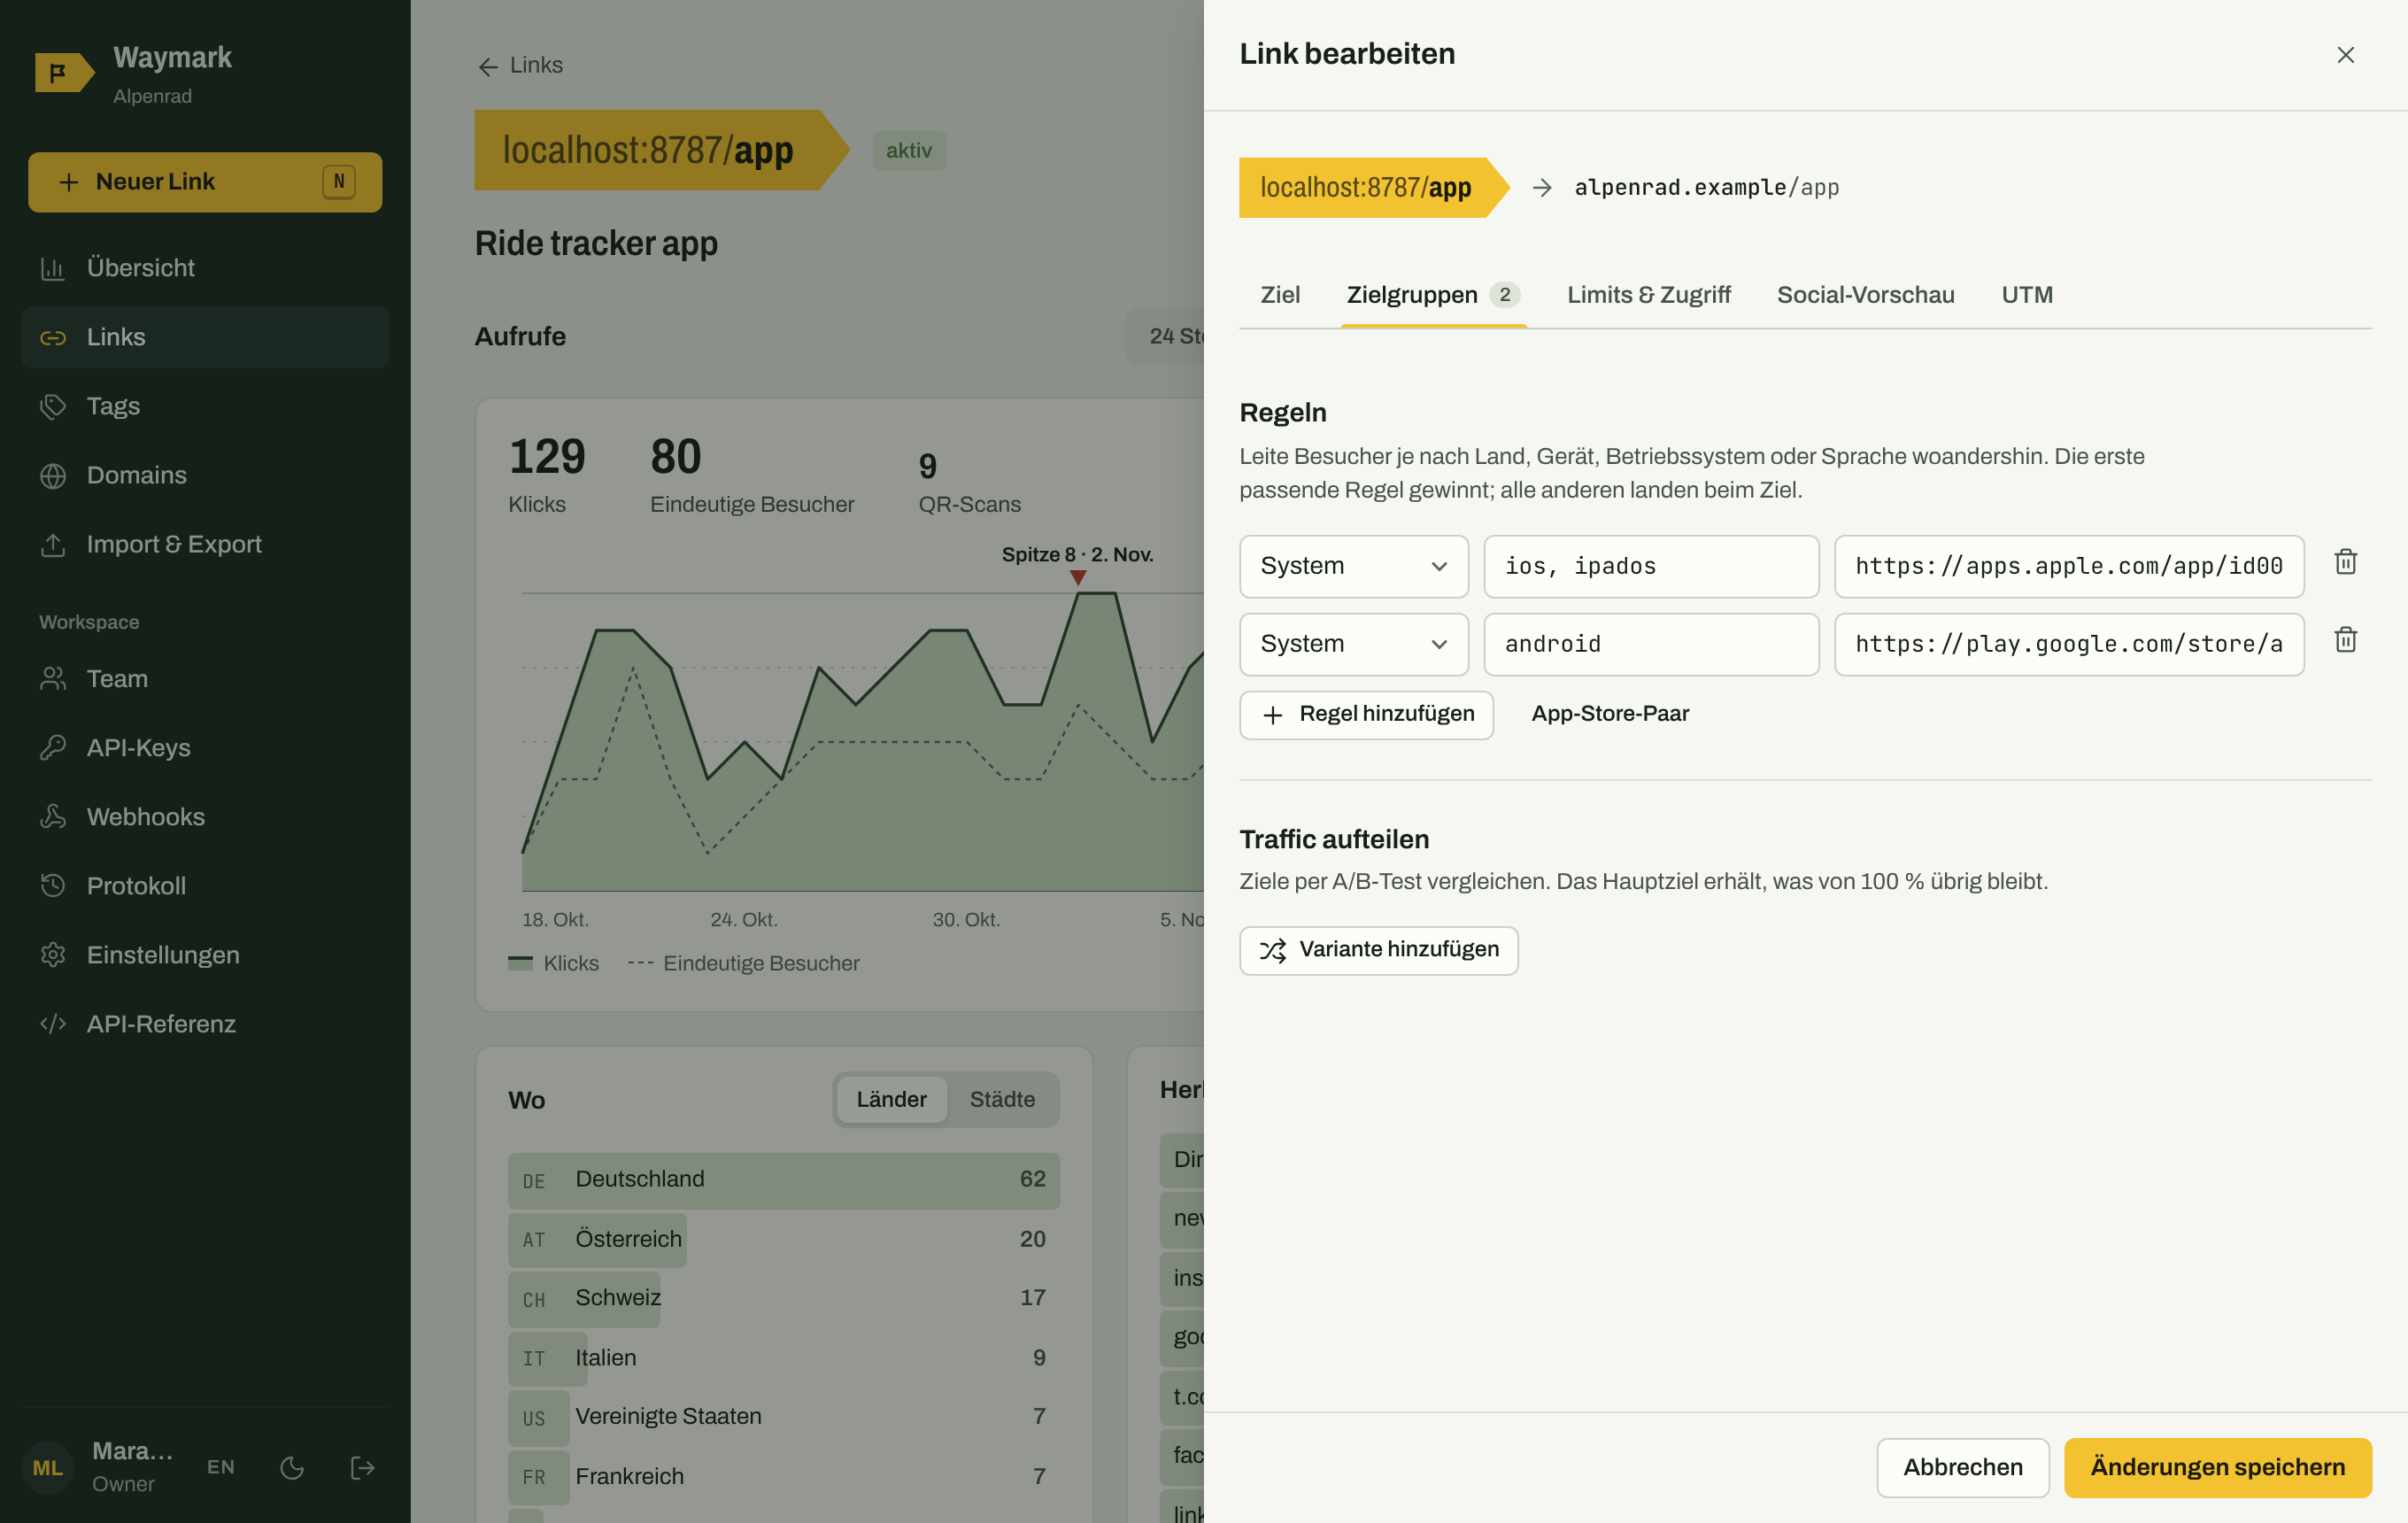 Waymark
Alpenrad
Neuer Link N
Übersicht
Links
Tags
Domains
Import & Export
Workspace
Team
API-Keys
Webhooks
Protokoll
Einstellungen
API-Referenz
ML
Mara…
Owner
EN
Links
localhost:8787/app
aktiv
Ride tracker app
Aufrufe
24
129
Klicks
80
Eindeutige Besucher
9
QR-Scans
Spitze 8 · 2. Nov.
18. Okt.
24. Okt.
30. Okt.
5.
Klicks
Eindeutige Besucher
Wo
Länder
Städte
DE Deutschland 62
AT Österreich 20
CH Schweiz 17
IT Italien 9
US Vereinigte Staaten 7
FR Frankreich 7
Link bearbeiten
localhost:8787/app
alpenrad.example/app
Ziel
Zielgruppen 2
Limits & Zugriff
Social-Vorschau
UTM
Regeln
Leite Besucher je nach Land, Gerät, Betriebssystem oder Sprache woandershin. Die erste
passende Regel gewinnt; alle anderen landen beim Ziel.
System
ios, ipados
https://apps.apple.com/app/id00
System
android
https://play.google.com/store/a
Regel hinzufügen
App-Store-Paar
Traffic aufteilen
Ziele per A/B-Test vergleichen. Das Hauptziel erhält, was von 100 % übrig bleibt.
Variante hinzufügen
Abbrechen
Änderungen speichern